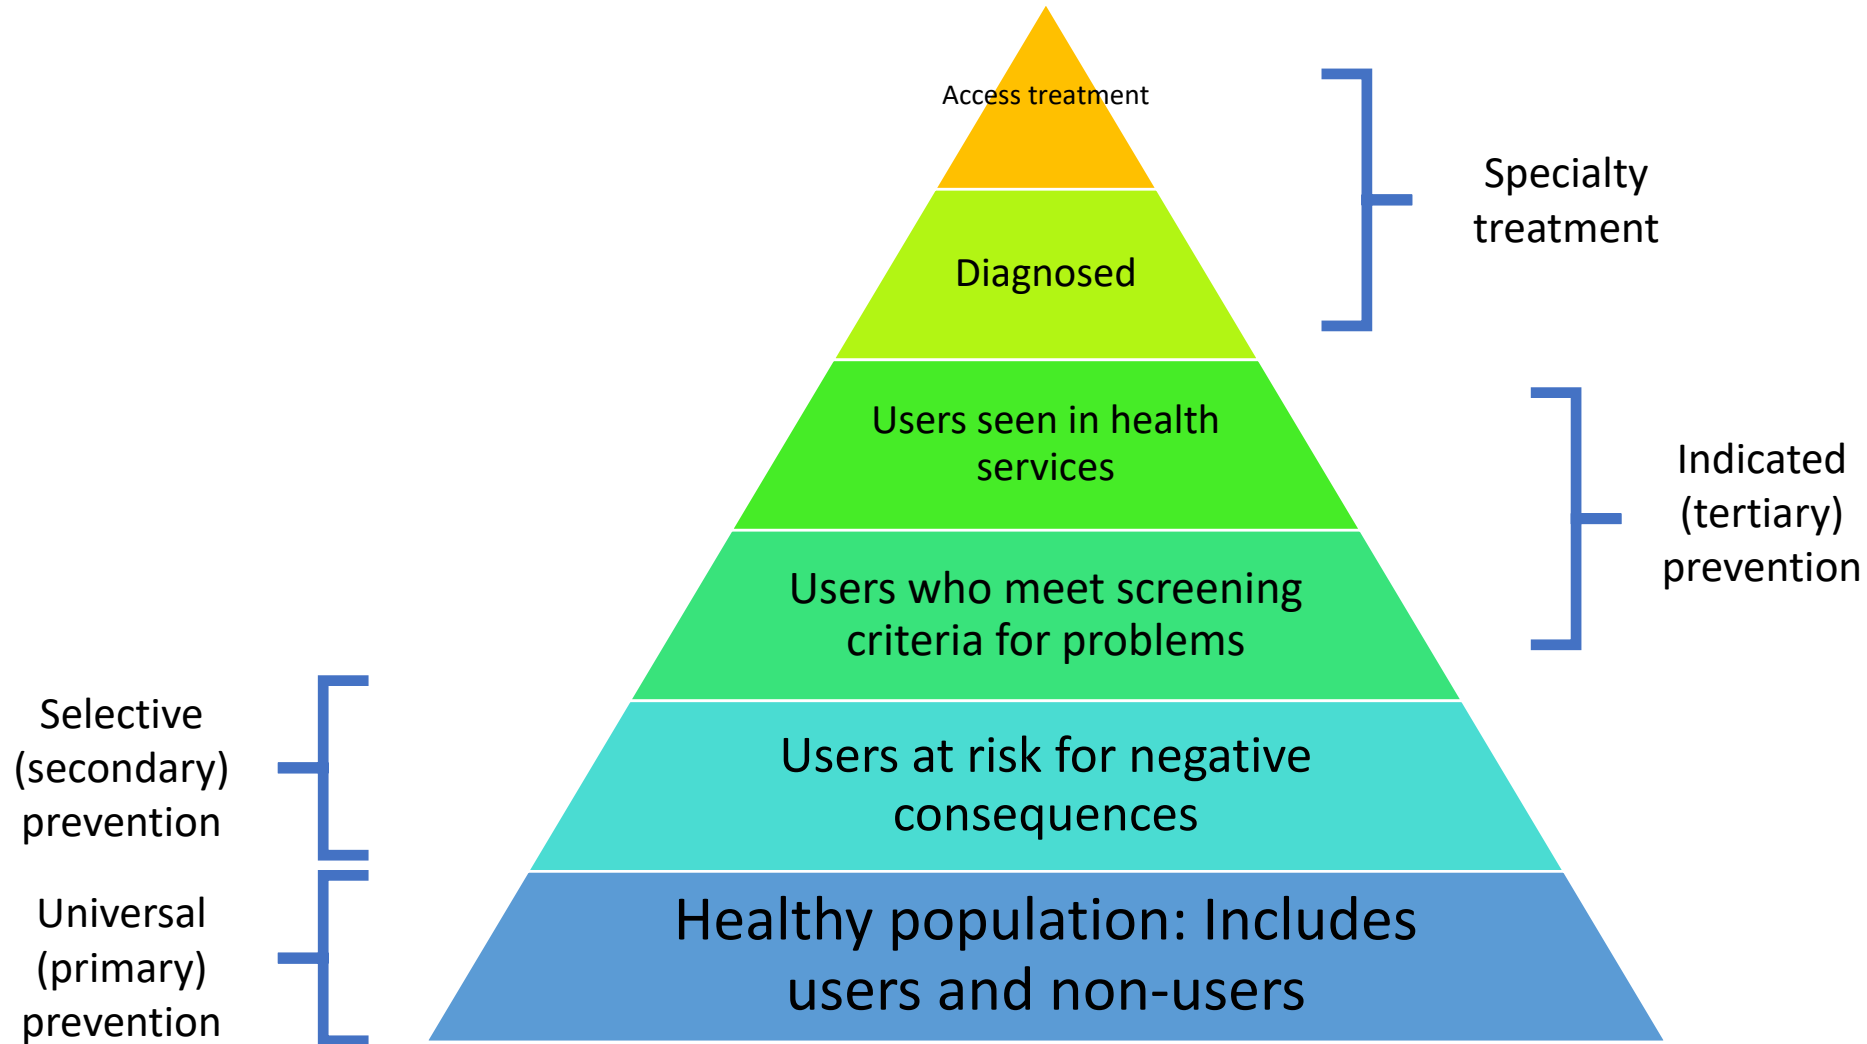 Access treatment
Specialty
treatment
Diagnosed
Users seen in health
services
Indicated
(tertiary)
prevention
Users who meet screening
criteria for problems
Selective
(secondary)
prevention
Users at risk for negative
consequences
Universal
(primary)
prevention
Healthy population: Includes
users and non-users